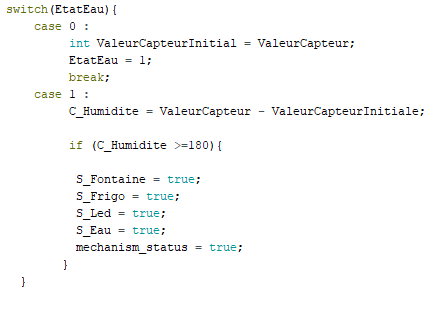 switch(EtatEau){
case 0 :
int ValeurCapteurInitial = ValeurCapteur;
EtatEau = 1;
break;
case 1 :
C_Humidite = ValeurCapteur - ValeurCapteurInitiale;
if (C_Humidite >=180){
S_Fontaine = true;
S_Frigo = true;
S_Led = true;
S_Eau = true;
mechanism_status = true;
}
}